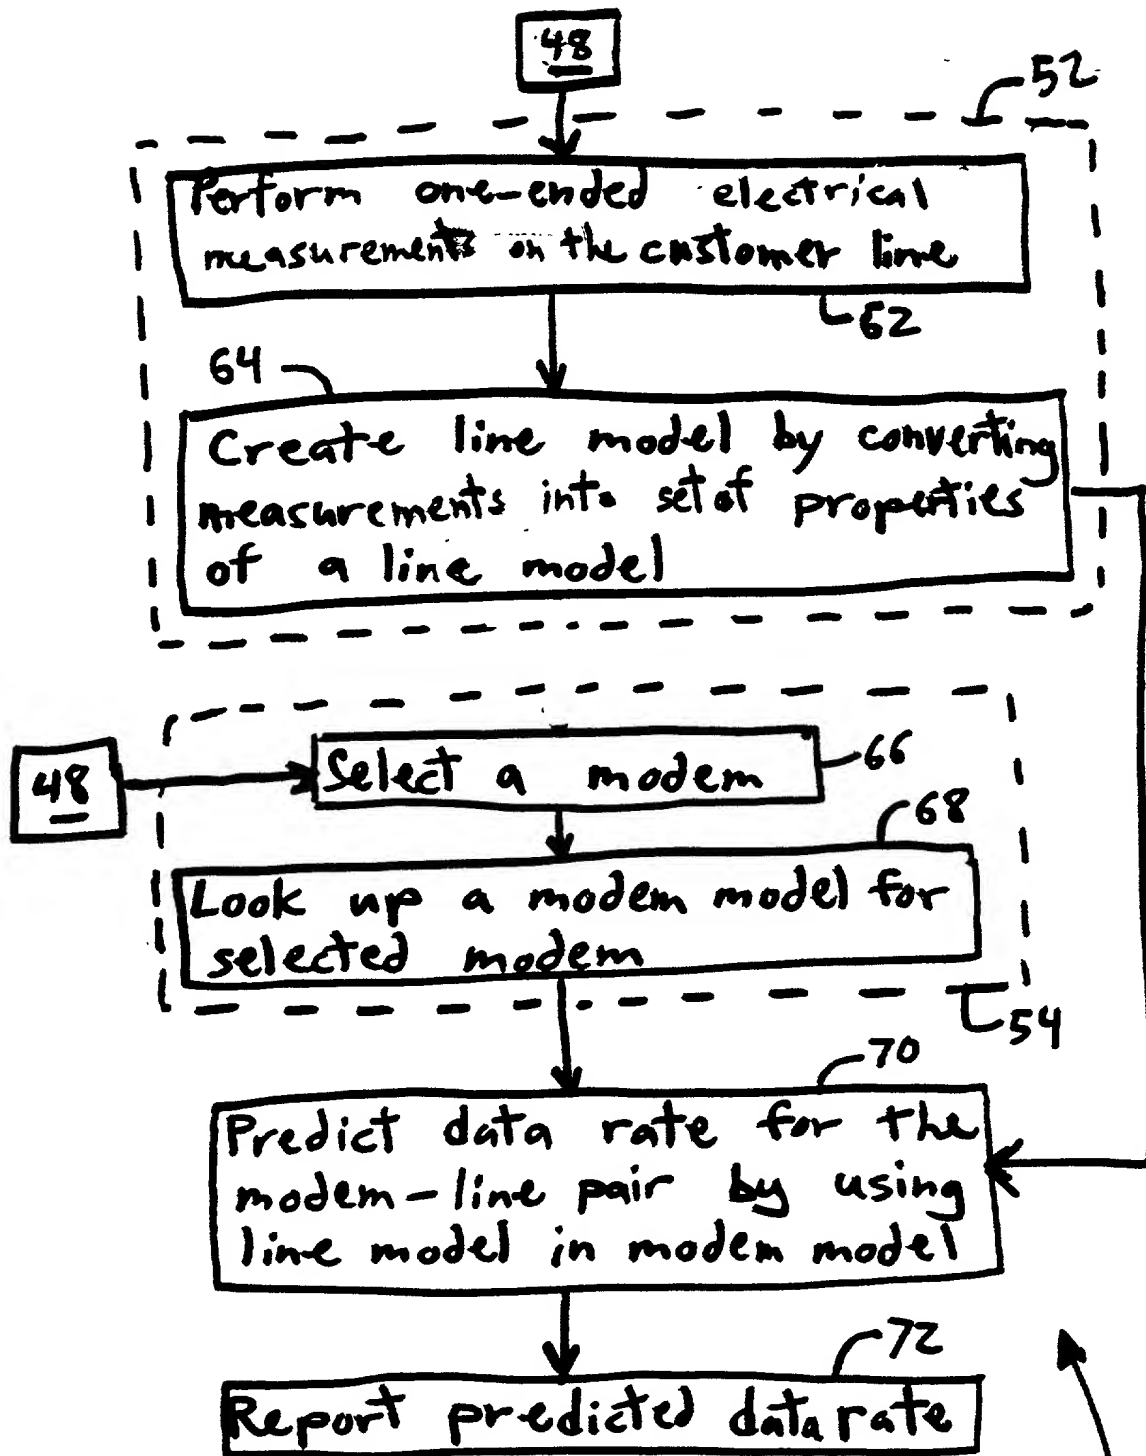 48
52
Perform one-ended electrical
measurements on the customer line
62
64
Create line model by converting
measurements into set of properties
of a line model
48
Select a modem
66
68
Look up a modem model for
selected modem
54
70
Predict data rate for the
modem-line pair by using
line model in modem model
72
Report predicted data rate